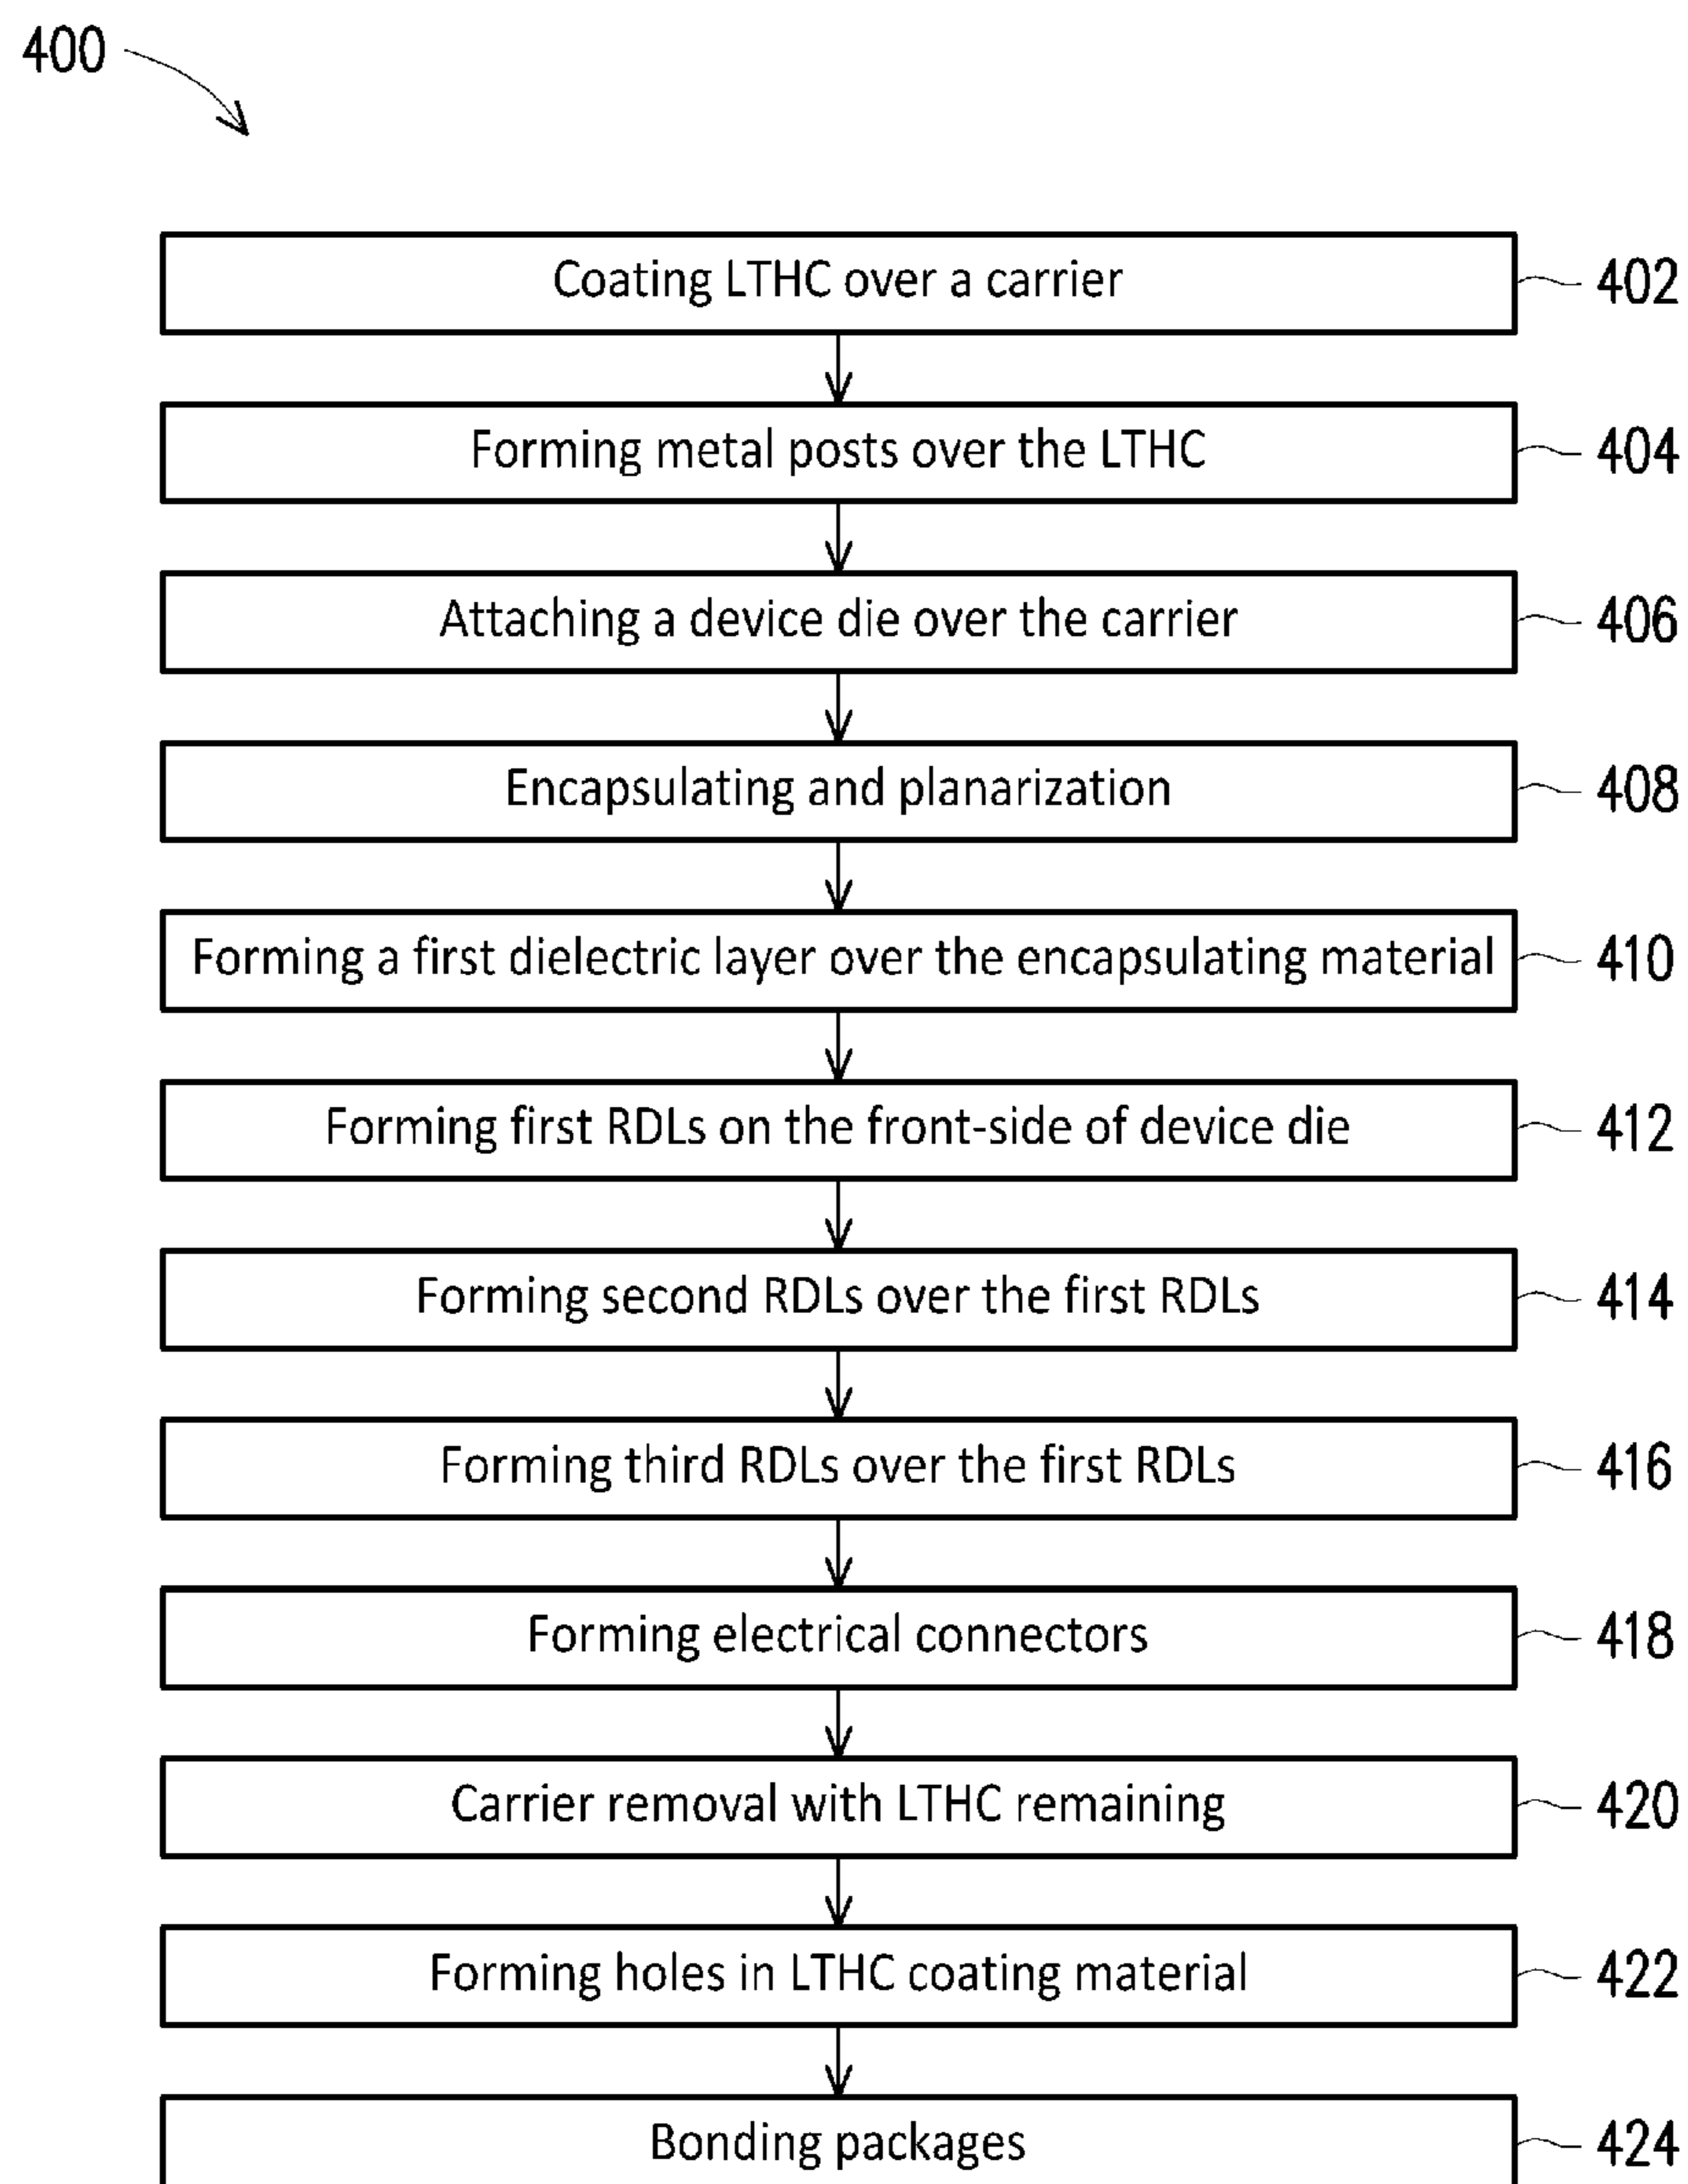 400
Coating LTHC over a carrier 402
Forming metal posts over the LTHC 404
Attaching a device die over the carrier 406
Encapsulating and planarization 408
Forming a first dielectric layer over the encapsulating material 410
Forming first RDLs on the front-side of device die 412
Forming second RDLs over the first RDLs 414
Forming third RDLs over the first RDLs 416
Forming electrical connectors 418
Carrier removal with LTHC remaining 420
Forming holes in LTHC coating material 422
Bonding packages 424